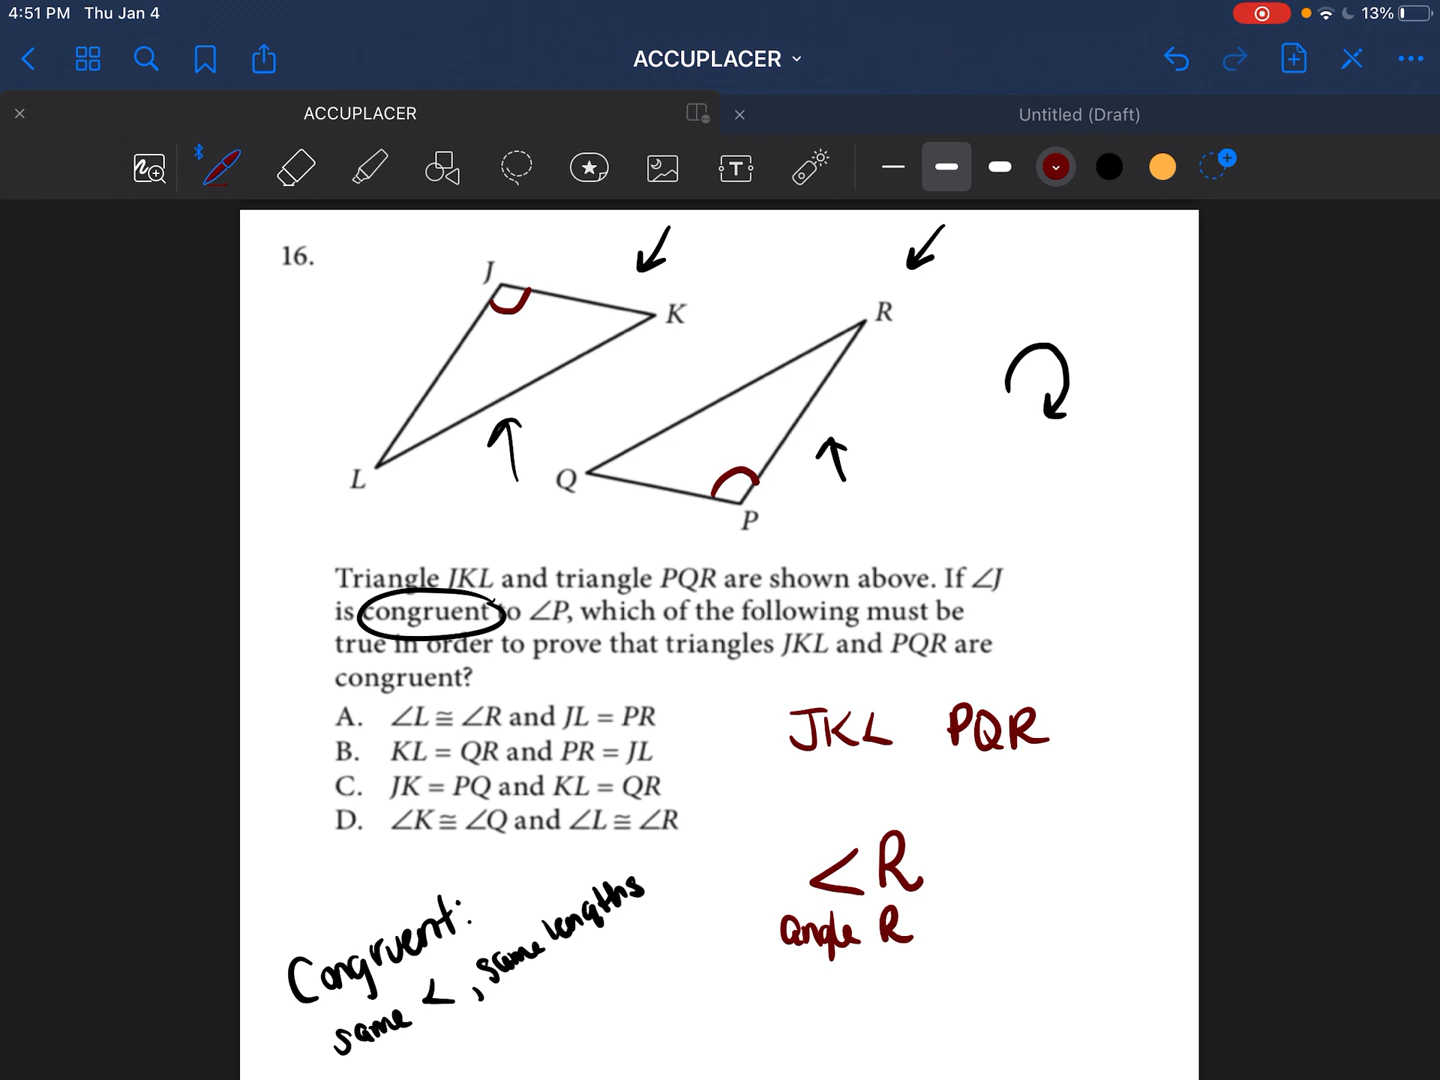 4:51 PM Thu Jan 4
13%
ACCUPLACER
ACCUPLACER
Untitled (Draft)
T
16.
J
K
R
L
Q
P
Triangle JKL and triangle PQR are shown above. If ∠J
is congruent to ∠P, which of the following must be
true in order to prove that triangles JKL and PQR are
congruent?
A. ∠L ≅ ∠R and JL = PR
B. KL = QR and PR = JL
C. JK = PQ and KL = QR
D. ∠K ≅ ∠Q and ∠L ≅ ∠R
JKL PQR
<R
angle R
Congruent:
same <, same lengths